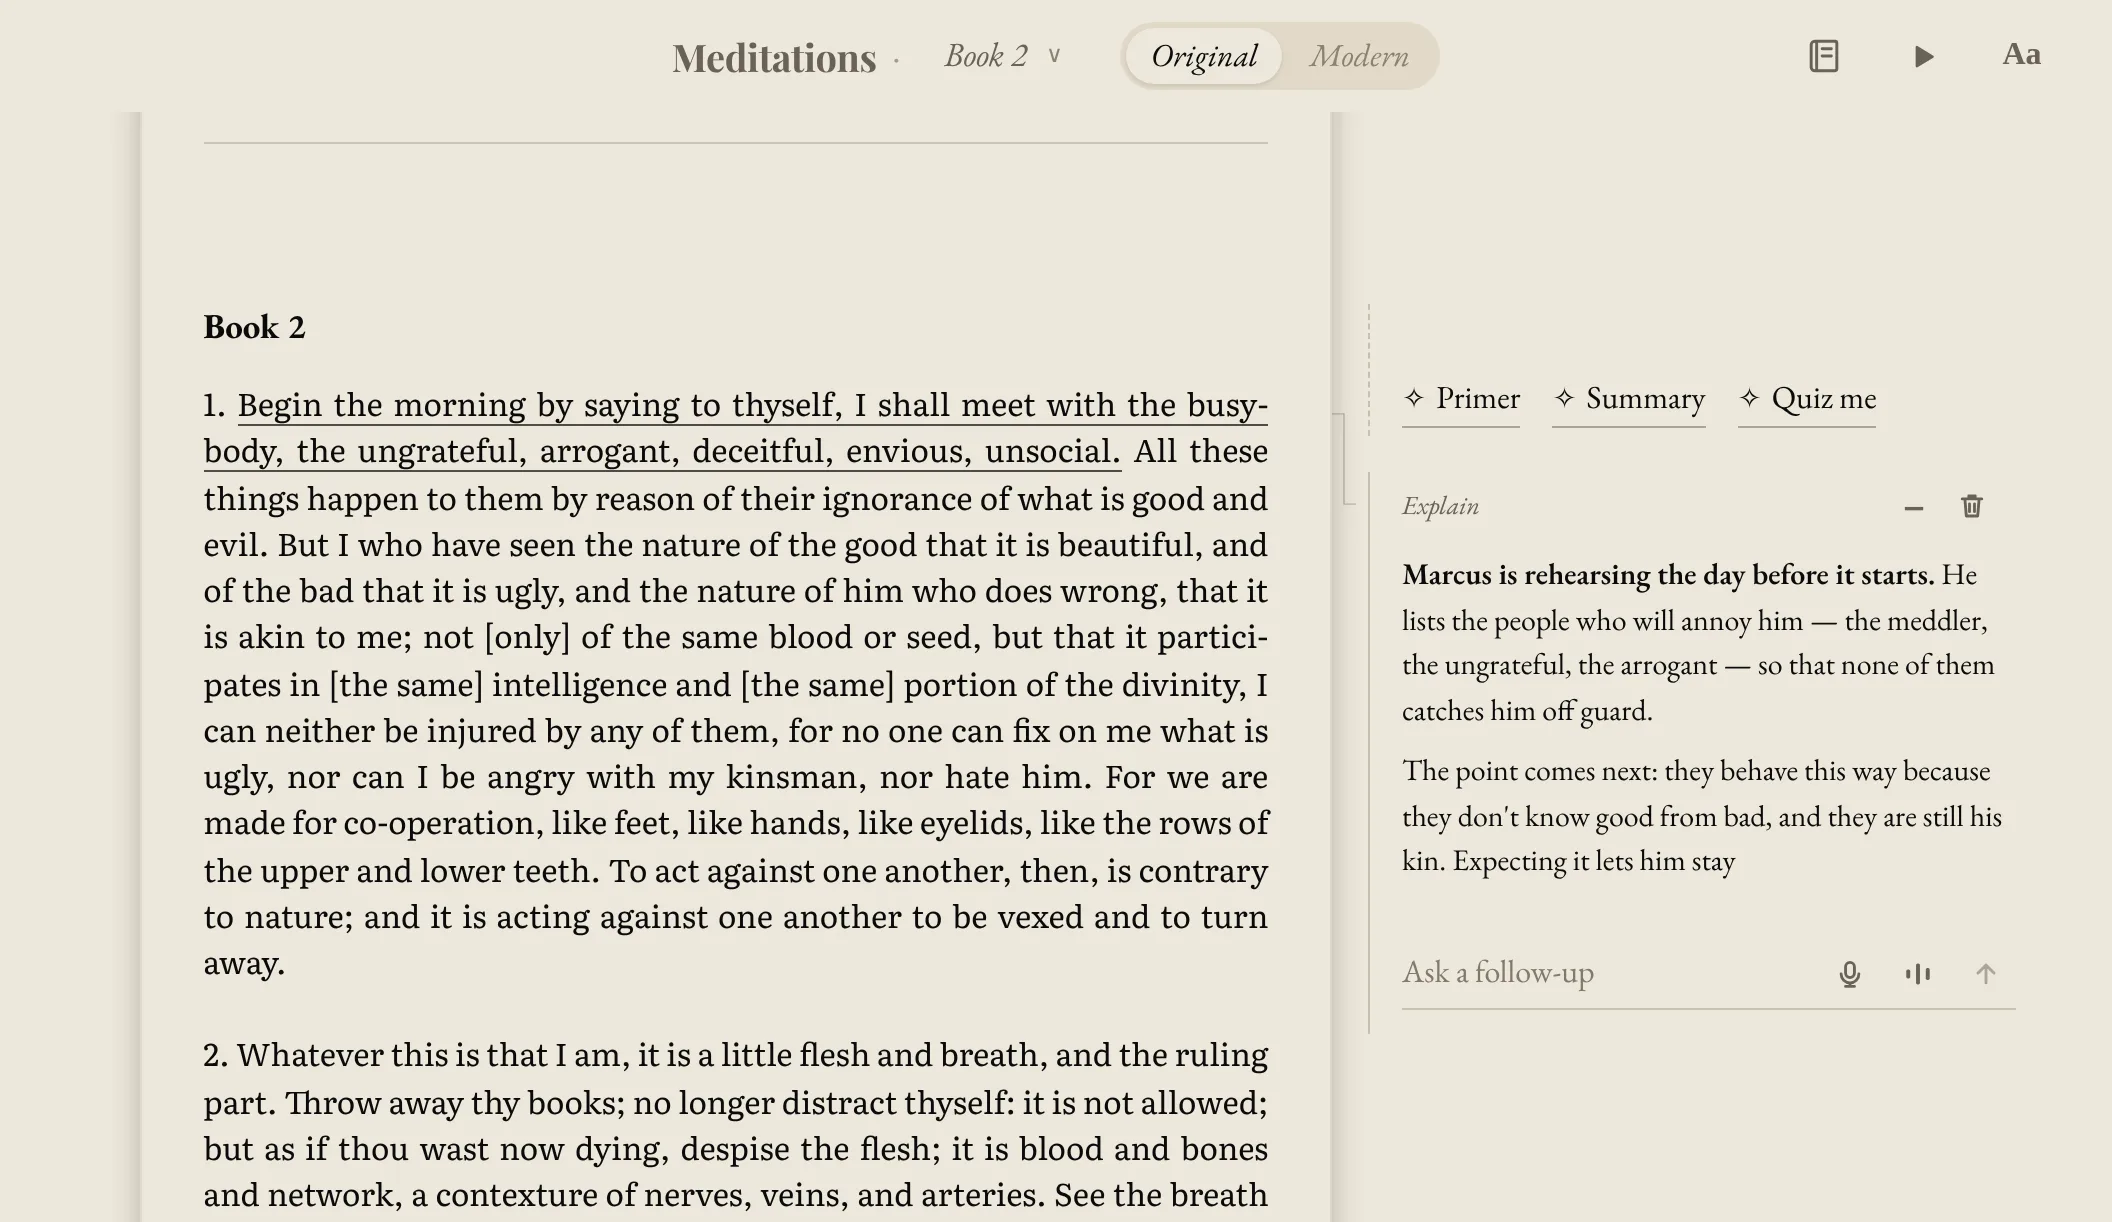 Meditations · Book 2 ∨ Original Modern Aa
Book 2
1. Begin the morning by saying to thyself, I shall meet with the busy-
body, the ungrateful, arrogant, deceitful, envious, unsocial. All these
things happen to them by reason of their ignorance of what is good and
evil. But I who have seen the nature of the good that it is beautiful, and
of the bad that it is ugly, and the nature of him who does wrong, that it
is akin to me; not [only] of the same blood or seed, but that it partici-
pates in [the same] intelligence and [the same] portion of the divinity, I
can neither be injured by any of them, for no one can fix on me what is
ugly, nor can I be angry with my kinsman, nor hate him. For we are
made for co-operation, like feet, like hands, like eyelids, like the rows of
the upper and lower teeth. To act against one another, then, is contrary
to nature; and it is acting against one another to be vexed and to turn
away.
2. Whatever this is that I am, it is a little flesh and breath, and the ruling
part. Throw away thy books; no longer distract thyself: it is not allowed;
but as if thou wast now dying, despise the flesh; it is blood and bones
and network, a contexture of nerves, veins, and arteries. See the breath
✧ Primer ✧ Summary ✧ Quiz me
Explain
Marcus is rehearsing the day before it starts. He
lists the people who will annoy him — the meddler,
the ungrateful, the arrogant — so that none of them
catches him off guard.
The point comes next: they behave this way because
they don't know good from bad, and they are still his
kin. Expecting it lets him stay
Ask a follow-up